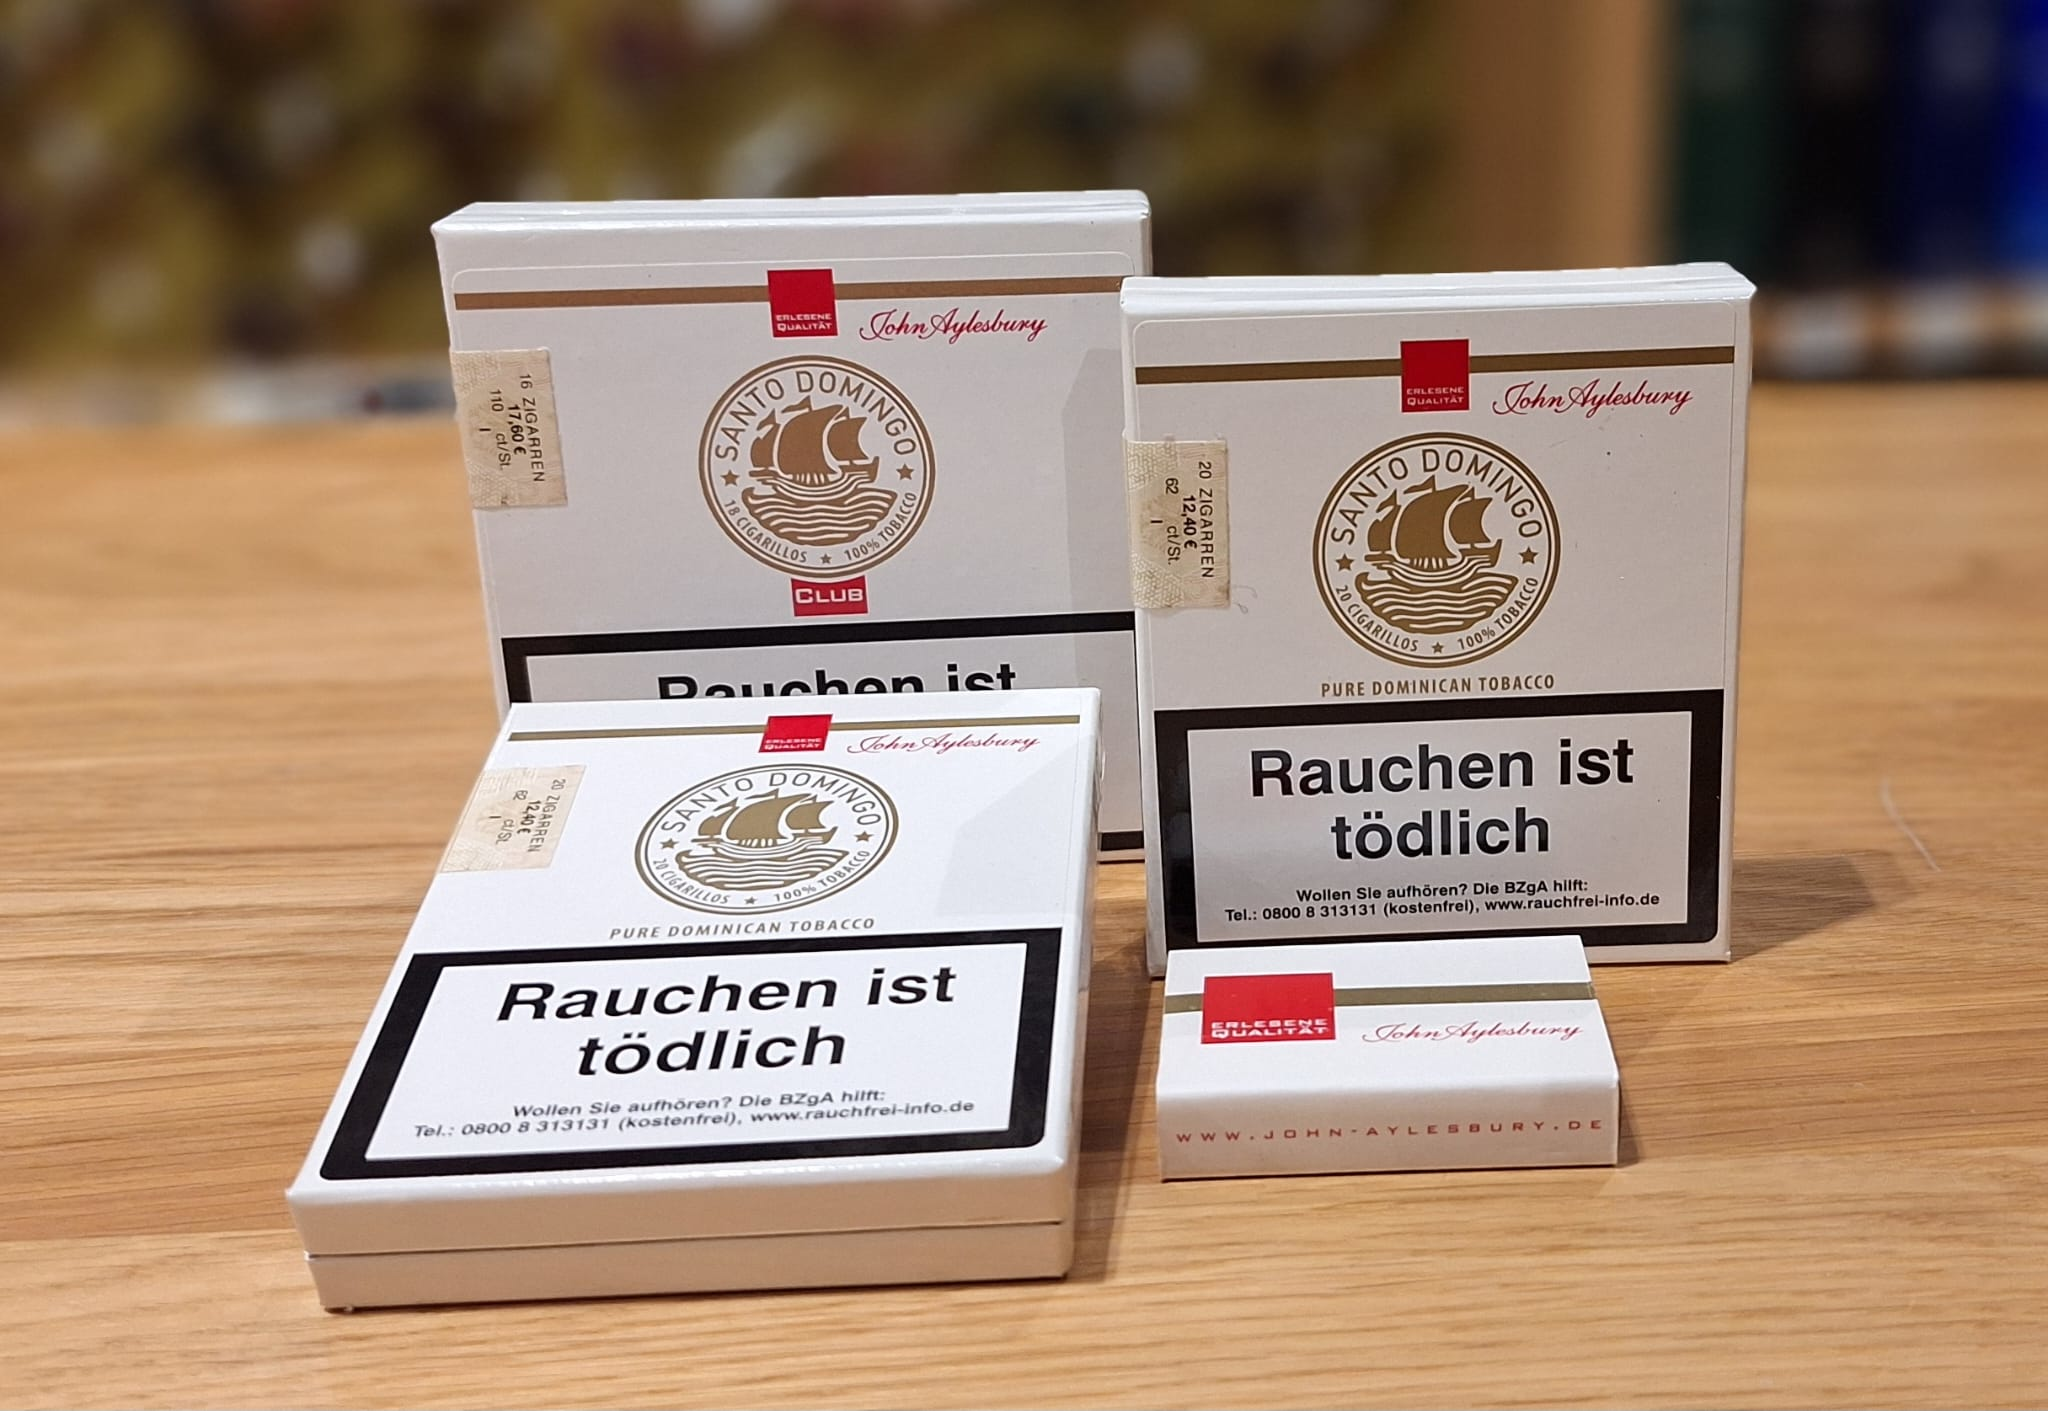 ERLESENE
QUALITÄT
John Aylesbury
16 ZIGARREN
17,60 €
110 ct/St.
I
SANTO DOMINGO
18 CIGARILLOS ★ 100% TOBACCO
CLUB
Rauchen ist
ERLESENE
QUALITÄT
John Aylesbury
20 ZIGARREN
12,40 €
62 ct/St.
I
SANTO DOMINGO
20 CIGARILLOS ★ 100% TOBACCO
PURE DOMINICAN TOBACCO
Rauchen ist
tödlich
Wollen Sie aufhören? Die BZgA hilft:
Tel.: 0800 8 313131 (kostenfrei), www.rauchfrei-info.de
ERLESENE
QUALITÄT
John Aylesbury
20 ZIGARREN
12,40 €
62 ct/St.
I
SANTO DOMINGO
20 CIGARILLOS ★ 100% TOBACCO
PURE DOMINICAN TOBACCO
Rauchen ist
tödlich
Wollen Sie aufhören? Die BZgA hilft:
Tel.: 0800 8 313131 (kostenfrei), www.rauchfrei-info.de
ERLESENE
QUALITÄT
John Aylesbury
WWW.JOHN-AYLESBURY.DE